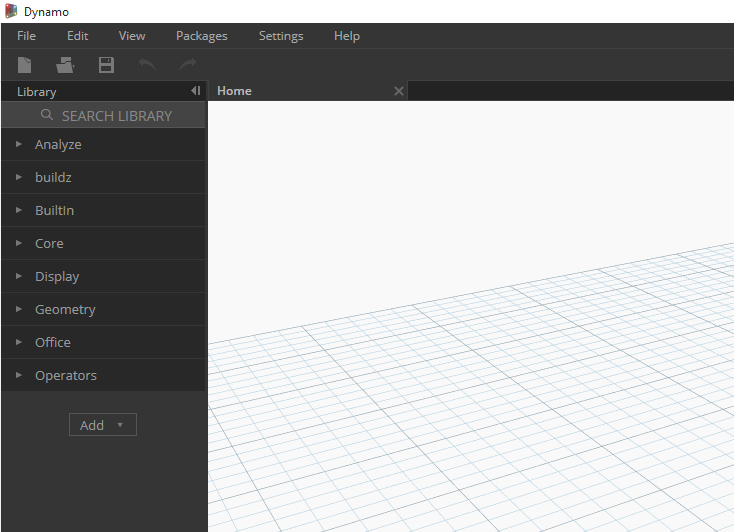 Dynamo
File Edit View Packages Settings Help
Library
Home
SEARCH LIBRARY
Analyze
buildz
BuiltIn
Core
Display
Geometry
Office
Operators
Add